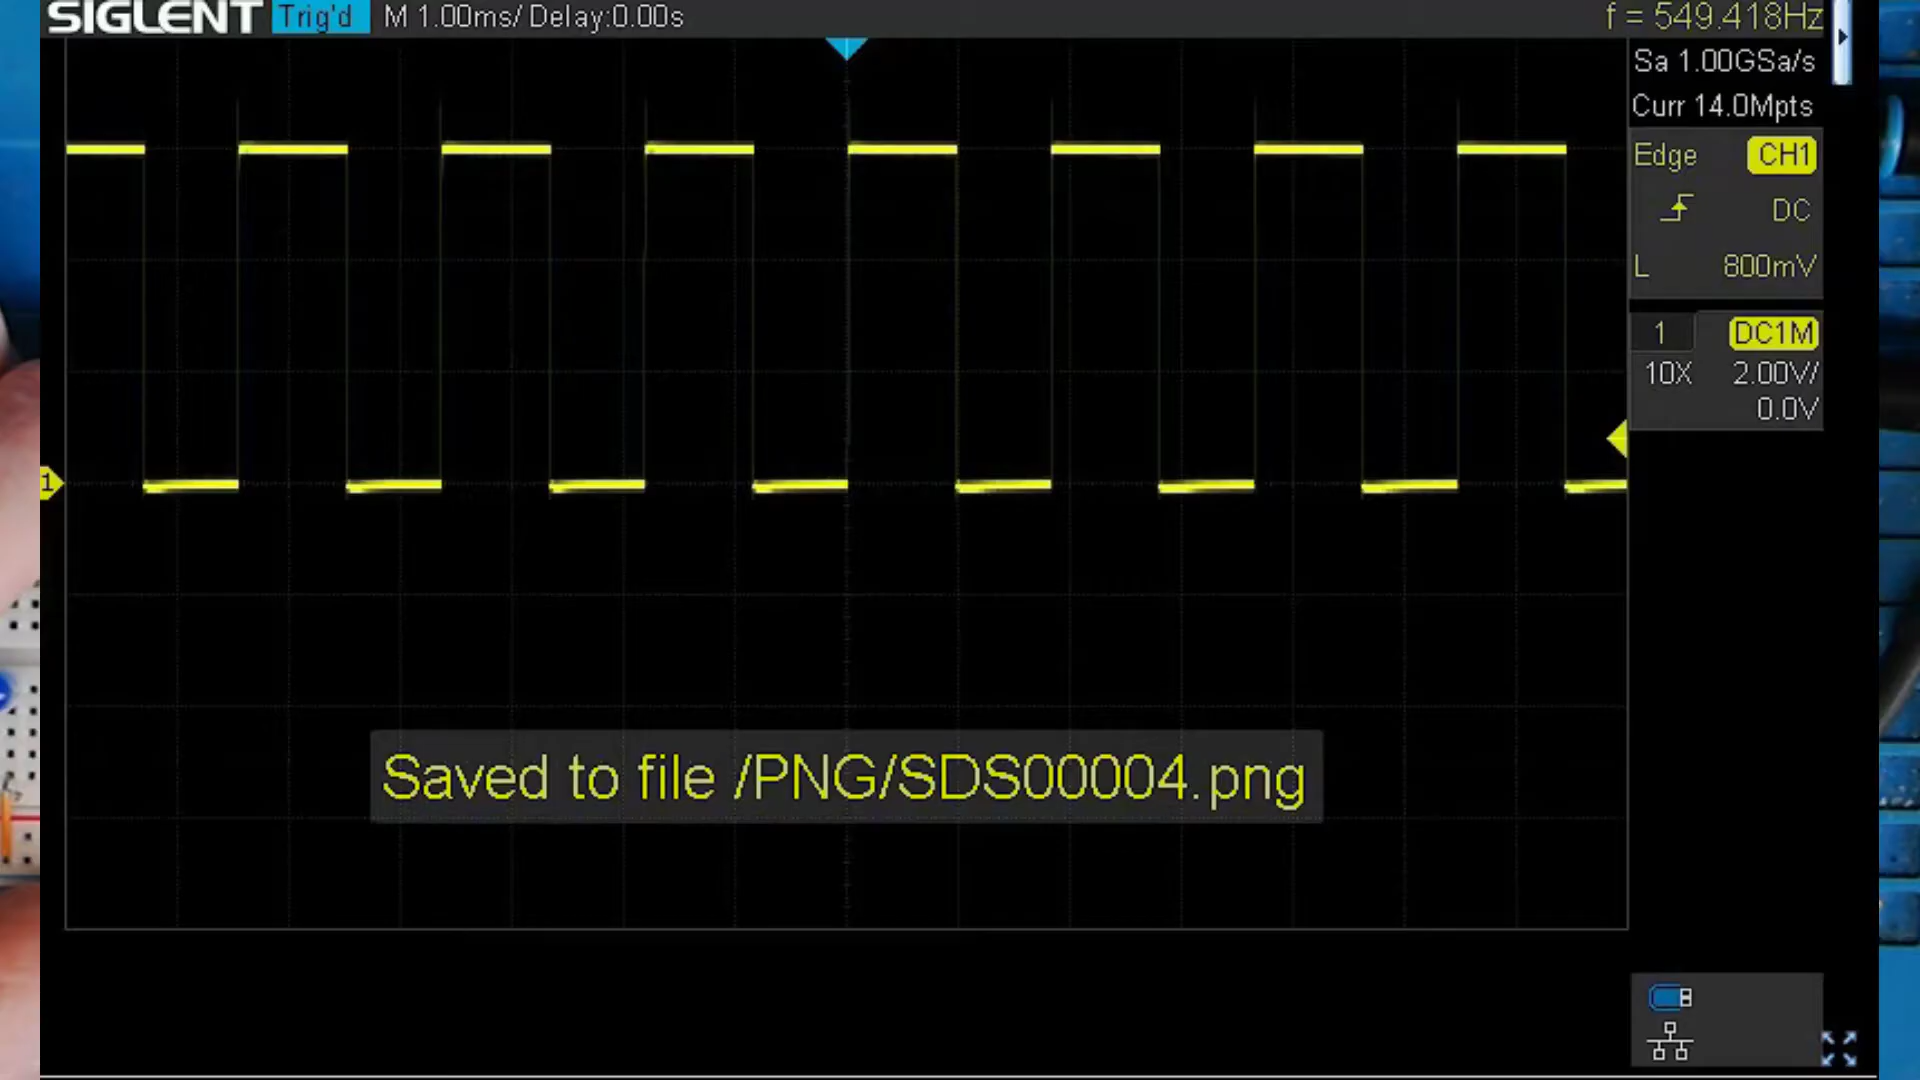 SIGLENT Trig'd M 1.00ms/ Delay:0.00s f = 549.418Hz
Sa 1.00GSa/s
Curr 14.0Mpts
Edge CH1
DC
L 800mV
1 DC1M
10X 2.00V/
0.0V
1
Saved to file /PNG/SDS00004.png